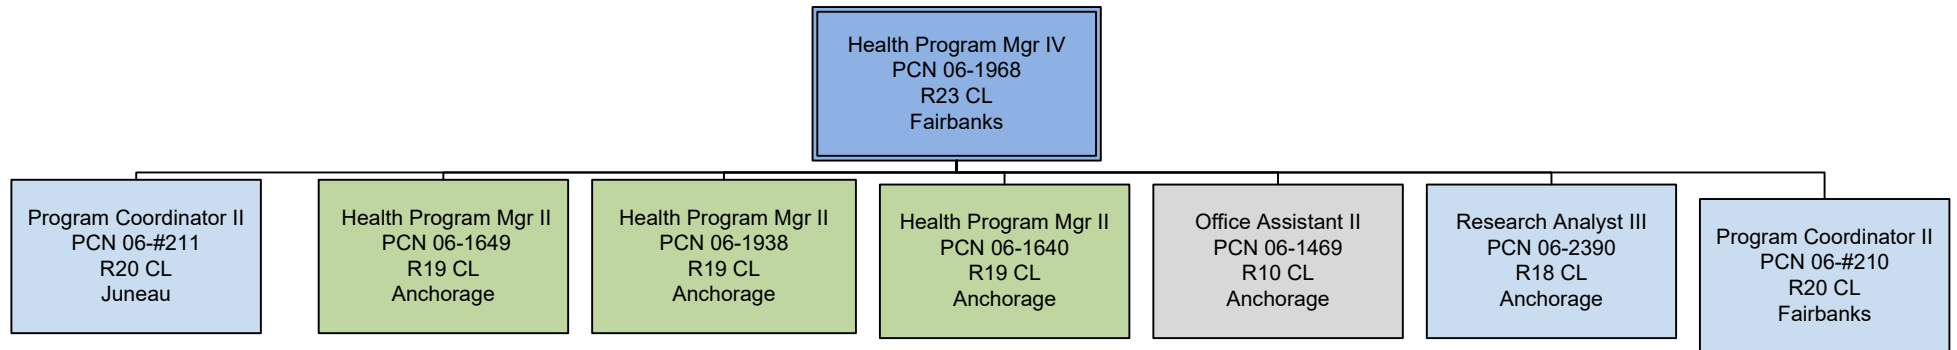 Health Program Mgr IV
PCN 06-1968
R23 CL
Fairbanks
Program Coordinator II
PCN 06-#211
R20 CL
Juneau
Health Program Mgr II
PCN 06-1649
R19 CL
Anchorage
Health Program Mgr II
PCN 06-1938
R19 CL
Anchorage
Health Program Mgr II
PCN 06-1640
R19 CL
Anchorage
Office Assistant II
PCN 06-1469
R10 CL
Anchorage
Research Analyst III
PCN 06-2390
R18 CL
Anchorage
Program Coordinator II
PCN 06-#210
R20 CL
Fairbanks